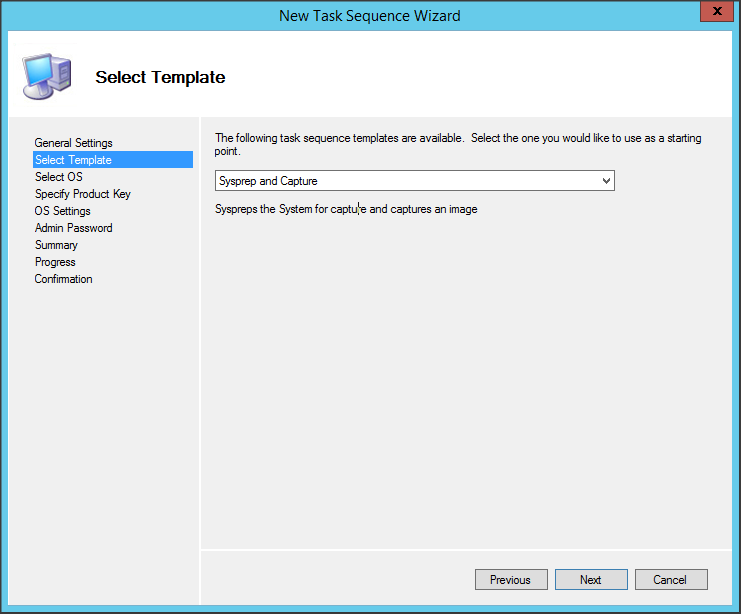 New Task Sequence Wizard
x
Select Template
General Settings
Select Template
Select OS
Specify Product Key
OS Settings
Admin Password
Summary
Progress
Confirmation
The following task sequence templates are available.  Select the one you would like to use as a starting
point.
Sysprep and Capture
Syspreps the System for capture and captures an image
Previous
Next
Cancel